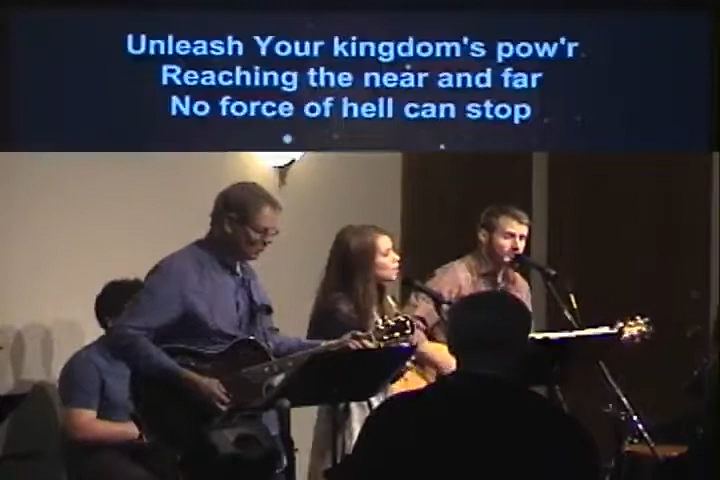 Unleash Your kingdom's pow'r
Reaching the near and far
No force of hell can stop